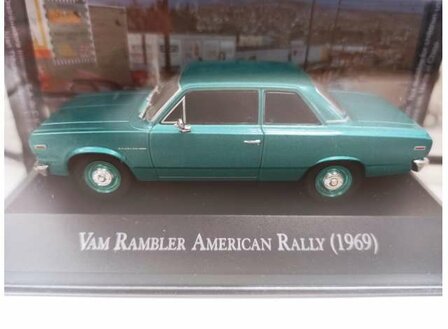 VAM RAMBLER AMERICAN RALLY (1969)